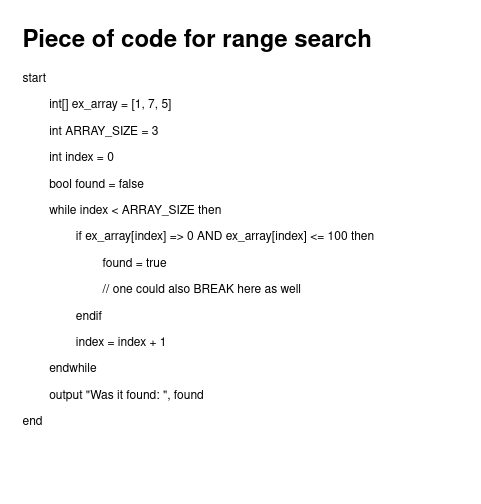 Piece of code for range search
start
int[] ex_array = [1, 7, 5]
int ARRAY_SIZE = 3
int index = 0
bool found = false
while index < ARRAY_SIZE then
if ex_array[index] => 0 AND ex_array[index] <= 100 then
found = true
// one could also BREAK here as well
endif
index = index + 1
endwhile
output "Was it found: ", found
end